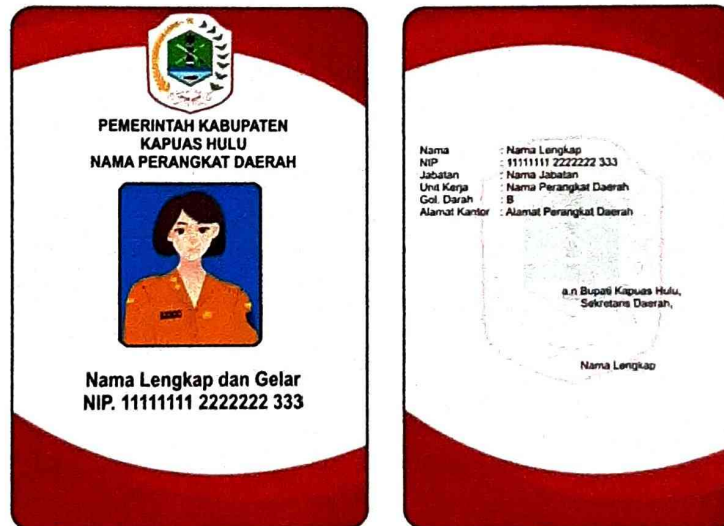 PEMERINTAH KABUPATEN
KAPUAS HULU
NAMA PERANGKAT DAERAH
Nama Lengkap dan Gelar
NIP. 11111111 2222222 333
Nama : Nama Lengkap
NIP : 11111111 2222222 333
Jabatan : Nama Jabatan
Unit Kerja : Nama Perangkat Daerah
Gol. Darah : B
Alamat Kantor : Alamat Perangkat Daerah
a.n Bupati Kapuas Hulu,
Sekretaris Daerah,
Nama Lengkap